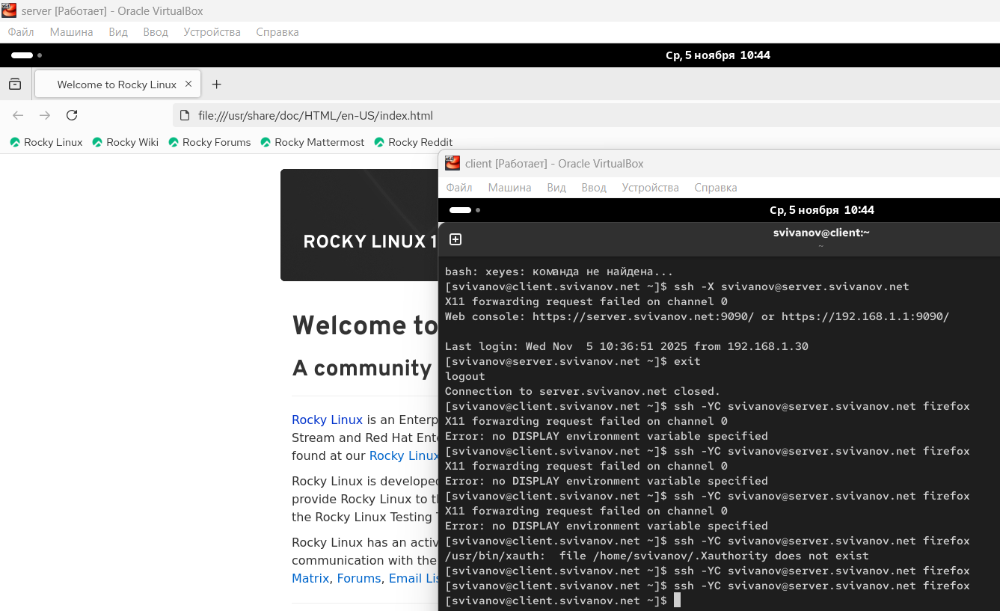 server [Работает] - Oracle VirtualBox
Файл Машина Вид Ввод Устройства Справка
Ср, 5 ноября 10:44
Welcome to Rocky Linux
file:///usr/share/doc/HTML/en-US/index.html
Rocky Linux Rocky Wiki Rocky Forums Rocky Mattermost Rocky Reddit
ROCKY LINUX 1
Welcome to
A community
Rocky Linux is an Enterp
Stream and Red Hat Ente
found at our Rocky Linux
Rocky Linux is developed
provide Rocky Linux to th
the Rocky Linux Testing T
Rocky Linux has an activ
communication with the
Matrix, Forums, Email Lis
client [Работает] - Oracle VirtualBox
Файл Машина Вид Ввод Устройства Справка
Ср, 5 ноября 10:44
svivanov@client:~
~
bash: xeyes: команда не найдена...
[svivanov@client.svivanov.net ~]$ ssh -X svivanov@server.svivanov.net
X11 forwarding request failed on channel 0
Web console: https://server.svivanov.net:9090/ or https://192.168.1.1:9090/
Last login: Wed Nov  5 10:36:51 2025 from 192.168.1.30
[svivanov@server.svivanov.net ~]$ exit
logout
Connection to server.svivanov.net closed.
[svivanov@client.svivanov.net ~]$ ssh -YC svivanov@server.svivanov.net firefox
X11 forwarding request failed on channel 0
Error: no DISPLAY environment variable specified
[svivanov@client.svivanov.net ~]$ ssh -YC svivanov@server.svivanov.net firefox
X11 forwarding request failed on channel 0
Error: no DISPLAY environment variable specified
[svivanov@client.svivanov.net ~]$ ssh -YC svivanov@server.svivanov.net firefox
X11 forwarding request failed on channel 0
Error: no DISPLAY environment variable specified
[svivanov@client.svivanov.net ~]$ ssh -YC svivanov@server.svivanov.net firefox
/usr/bin/xauth:  file /home/svivanov/.Xauthority does not exist
[svivanov@client.svivanov.net ~]$ ssh -YC svivanov@server.svivanov.net firefox
[svivanov@client.svivanov.net ~]$ ssh -YC svivanov@server.svivanov.net firefox
[svivanov@client.svivanov.net ~]$